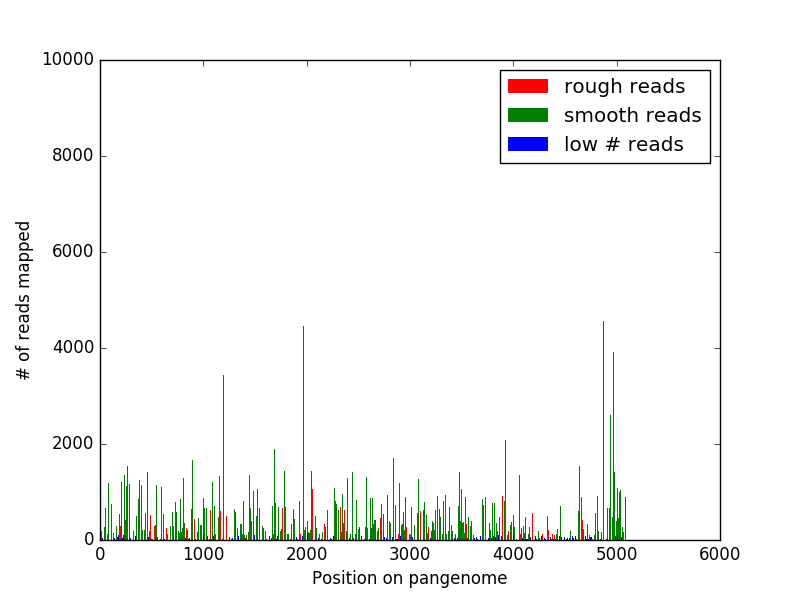 10000
8000
6000
4000
2000
0
# of reads mapped
rough reads
smooth reads
low # reads
0 1000 2000 3000 4000 5000 6000
Position on pangenome